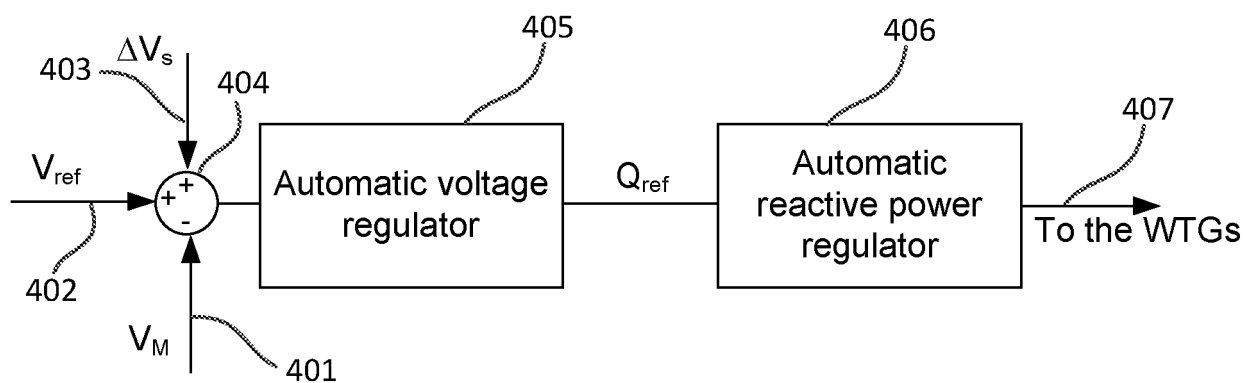 405
406
ΔVs
403
404
407
Vref
+
+
-
Automatic voltage
regulator
Qref
Automatic
reactive power
regulator
To the WTGs
402
VM
401